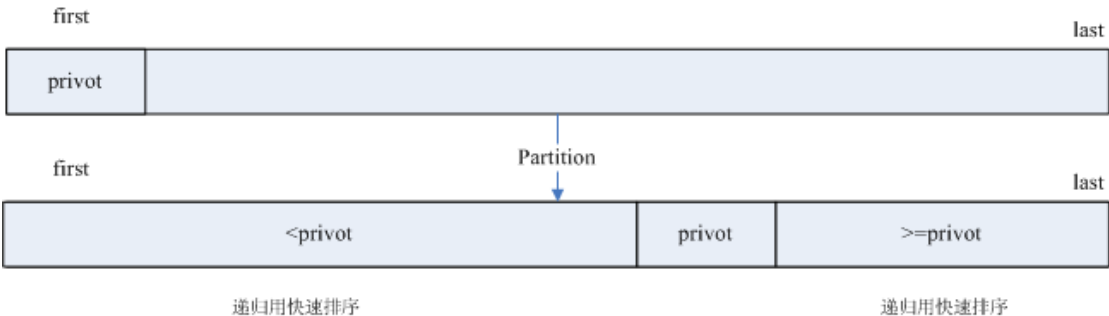 first
last
privot
Partition
first
last
<privot
privot
>=privot
递归用快速排序
递归用快速排序